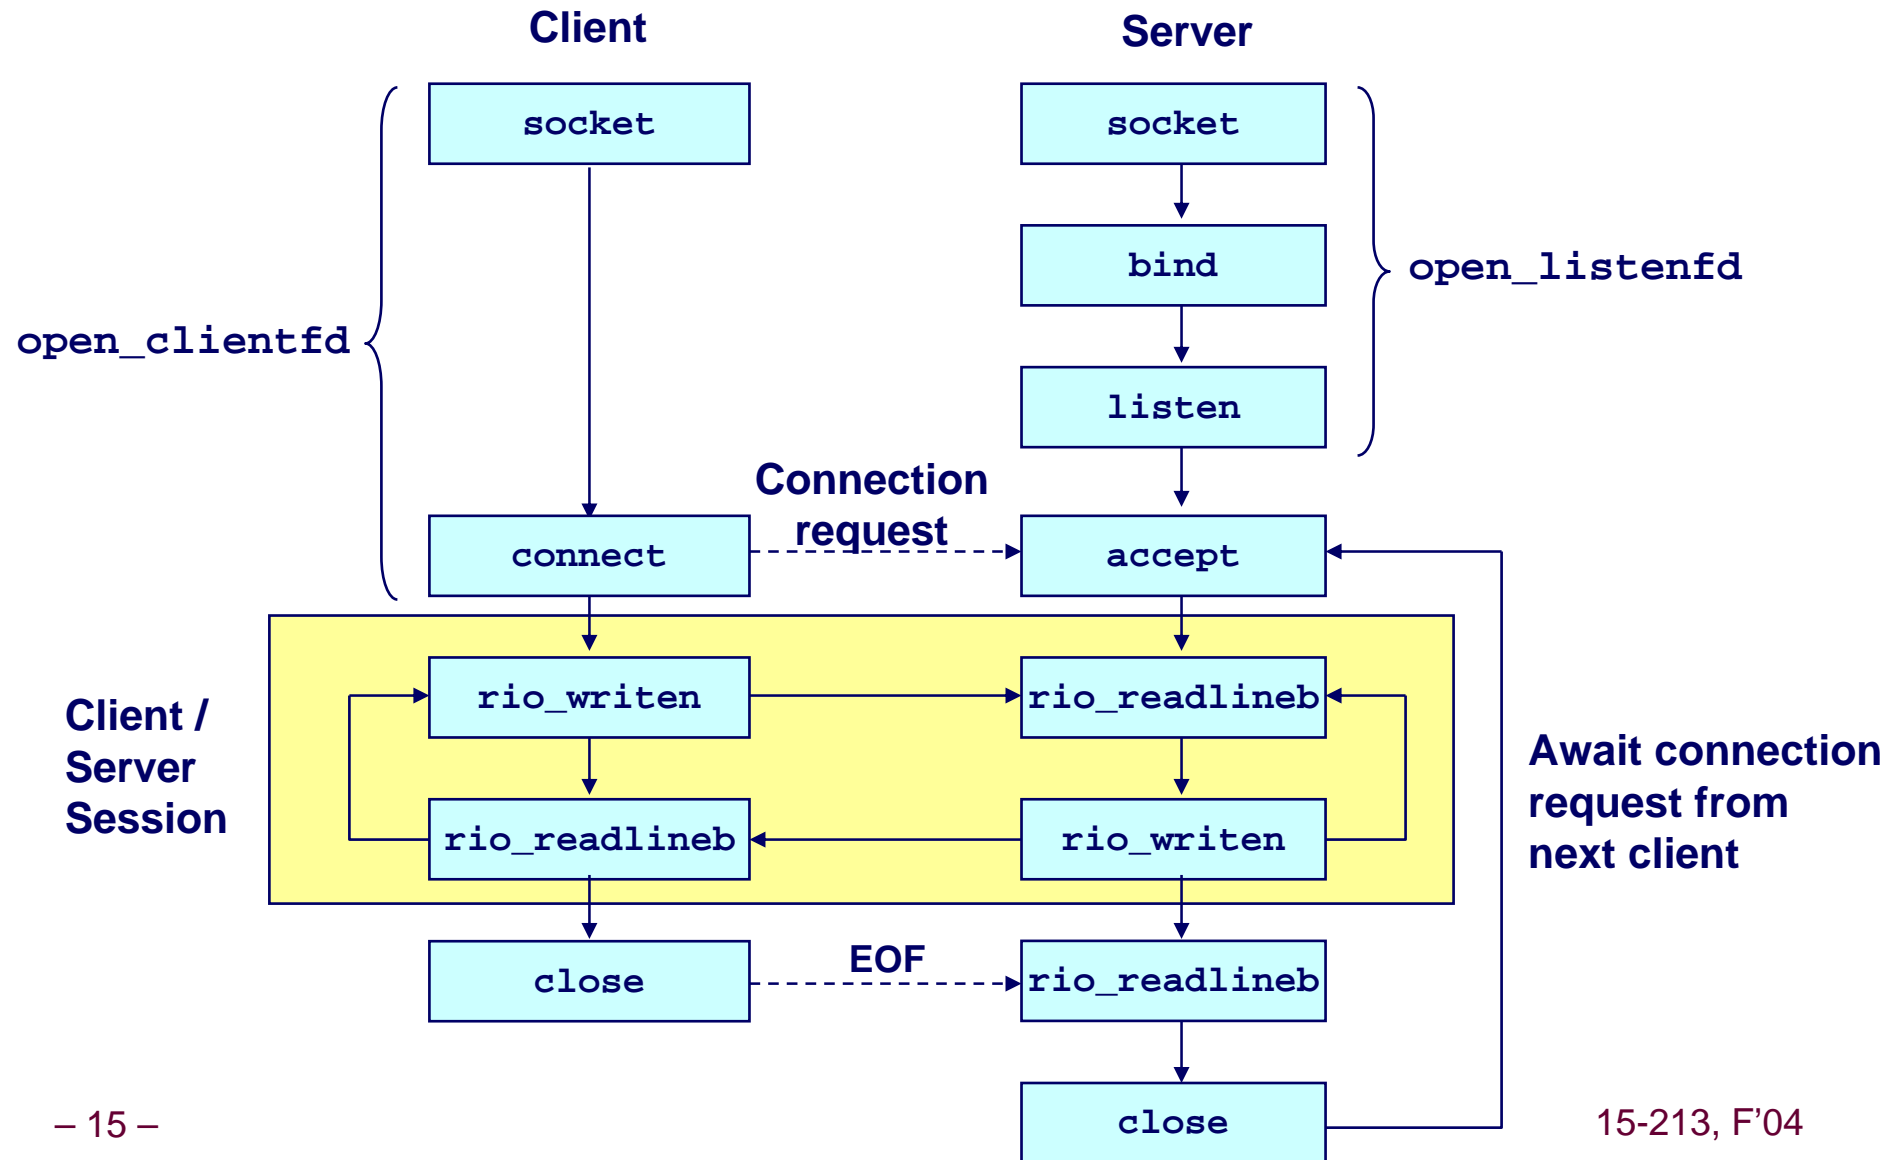 Client
Server
socket
socket
bind
open_listenfd
open_clientfd
listen
Connection
request
connect
accept
Client /
Server
Session
rio_writen
rio_readlineb
Await connection
request from
next client
rio_readlineb
rio_writen
close
EOF
rio_readlineb
close
– 15 –
15-213, F’04